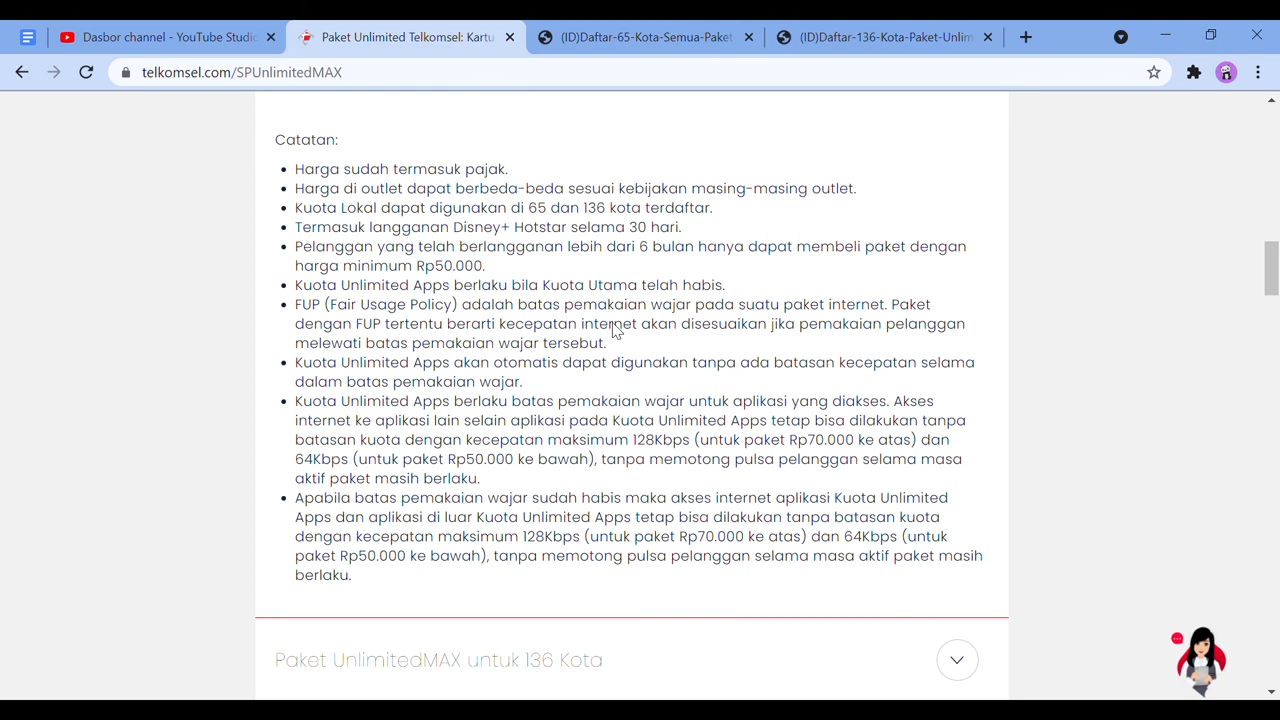 Dasbor channel - YouTube Studio
Paket Unlimited Telkomsel: Kartu
(ID)Daftar-65-Kota-Semua-Paket
(ID)Daftar-136-Kota-Paket-Unlim
telkomsel.com/SPUnlimitedMAX
Catatan:
• Harga sudah termasuk pajak.
• Harga di outlet dapat berbeda-beda sesuai kebijakan masing-masing outlet.
• Kuota Lokal dapat digunakan di 65 dan 136 kota terdaftar.
• Termasuk langganan Disney+ Hotstar selama 30 hari.
• Pelanggan yang telah berlangganan lebih dari 6 bulan hanya dapat membeli paket dengan
harga minimum Rp50.000.
• Kuota Unlimited Apps berlaku bila Kuota Utama telah habis.
• FUP (Fair Usage Policy) adalah batas pemakaian wajar pada suatu paket internet. Paket
dengan FUP tertentu berarti kecepatan internet akan disesuaikan jika pemakaian pelanggan
melewati batas pemakaian wajar tersebut.
• Kuota Unlimited Apps akan otomatis dapat digunakan tanpa ada batasan kecepatan selama
dalam batas pemakaian wajar.
• Kuota Unlimited Apps berlaku batas pemakaian wajar untuk aplikasi yang diakses. Akses
internet ke aplikasi lain selain aplikasi pada Kuota Unlimited Apps tetap bisa dilakukan tanpa
batasan kuota dengan kecepatan maksimum 128Kbps (untuk paket Rp70.000 ke atas) dan
64Kbps (untuk paket Rp50.000 ke bawah), tanpa memotong pulsa pelanggan selama masa
aktif paket masih berlaku.
• Apabila batas pemakaian wajar sudah habis maka akses internet aplikasi Kuota Unlimited
Apps dan aplikasi di luar Kuota Unlimited Apps tetap bisa dilakukan tanpa batasan kuota
dengan kecepatan maksimum 128Kbps (untuk paket Rp70.000 ke atas) dan 64Kbps (untuk
paket Rp50.000 ke bawah), tanpa memotong pulsa pelanggan selama masa aktif paket masih
berlaku.
Paket UnlimitedMAX untuk 136 Kota